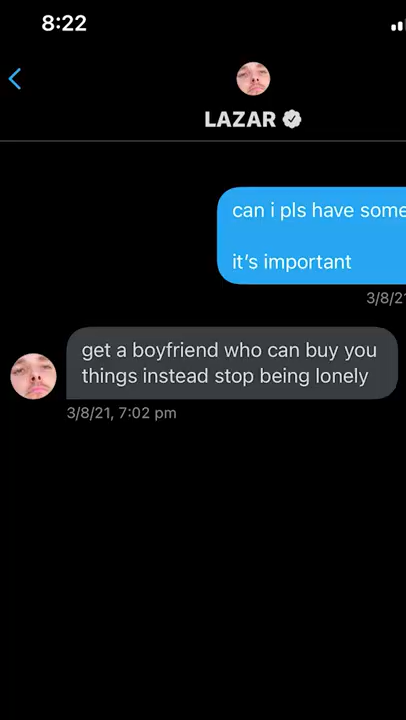 8:22
LAZAR
can i pls have some
it's important
3/8/21
get a boyfriend who can buy you
things instead stop being lonely
3/8/21, 7:02 pm